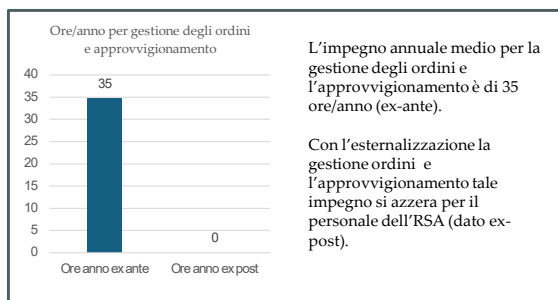 Ore/anno per gestione degli ordini
e approvvigionamento
40
35
30
25
20
15
10
5
0
35
0
Ore anno ex ante
Ore anno ex post
L'impegno annuale medio per la
gestione degli ordini e
l'approvvigionamento è di 35
ore/anno (ex-ante).
Con l'esternalizzazione la
gestione ordini e
l'approvvigionamento tale
impegno si azzera per il
personale dell'RSA (dato ex-
post).